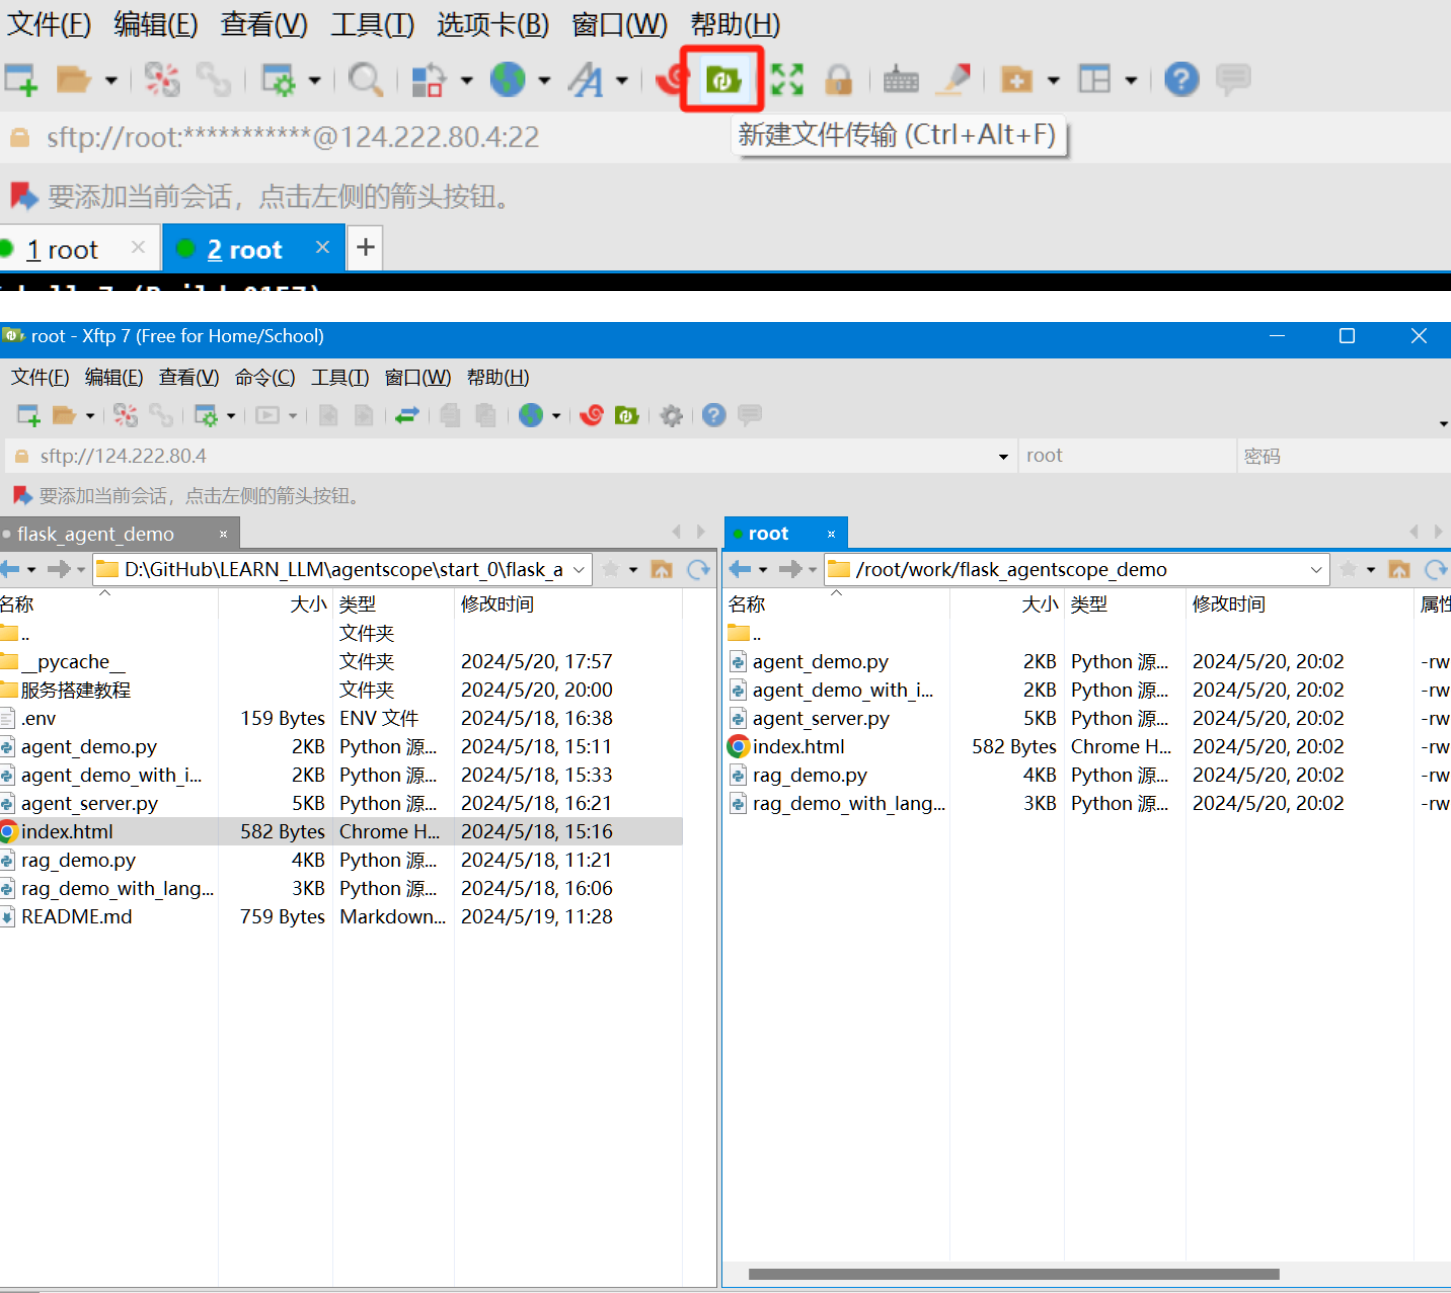 文件(F) 编辑(E) 查看(V) 工具(T) 选项卡(B) 窗口(W) 帮助(H)
sftp://root:***********@124.222.80.4:22
新建文件传输 (Ctrl+Alt+F)
要添加当前会话，点击左侧的箭头按钮。
1 root × 2 root × +
root - Xftp 7 (Free for Home/School)
文件(F) 编辑(E) 查看(V) 命令(C) 工具(T) 窗口(W) 帮助(H)
sftp://124.222.80.4 root 密码
要添加当前会话，点击左侧的箭头按钮。
flask_agent_demo × root ×
D:\GitHub\LEARN_LLM\agentscope\start_0\flask_a /root/work/flask_agentscope_demo
名称 大小 类型 修改时间 名称 大小 类型 修改时间 属性
.. 文件夹 ..
__pycache__ 文件夹 2024/5/20, 17:57 agent_demo.py 2KB Python 源... 2024/5/20, 20:02 -rw
服务搭建教程 文件夹 2024/5/20, 20:00 agent_demo_with_i... 2KB Python 源... 2024/5/20, 20:02 -rw
.env 159 Bytes ENV 文件 2024/5/18, 16:38 agent_server.py 5KB Python 源... 2024/5/20, 20:02 -rw
agent_demo.py 2KB Python 源... 2024/5/18, 15:11 index.html 582 Bytes Chrome H... 2024/5/20, 20:02 -rw
agent_demo_with_i... 2KB Python 源... 2024/5/18, 15:33 rag_demo.py 4KB Python 源... 2024/5/20, 20:02 -rw
agent_server.py 5KB Python 源... 2024/5/18, 16:21 rag_demo_with_lang... 3KB Python 源... 2024/5/20, 20:02 -rw
index.html 582 Bytes Chrome H... 2024/5/18, 15:16
rag_demo.py 4KB Python 源... 2024/5/18, 11:21
rag_demo_with_lang... 3KB Python 源... 2024/5/18, 16:06
README.md 759 Bytes Markdown... 2024/5/19, 11:28